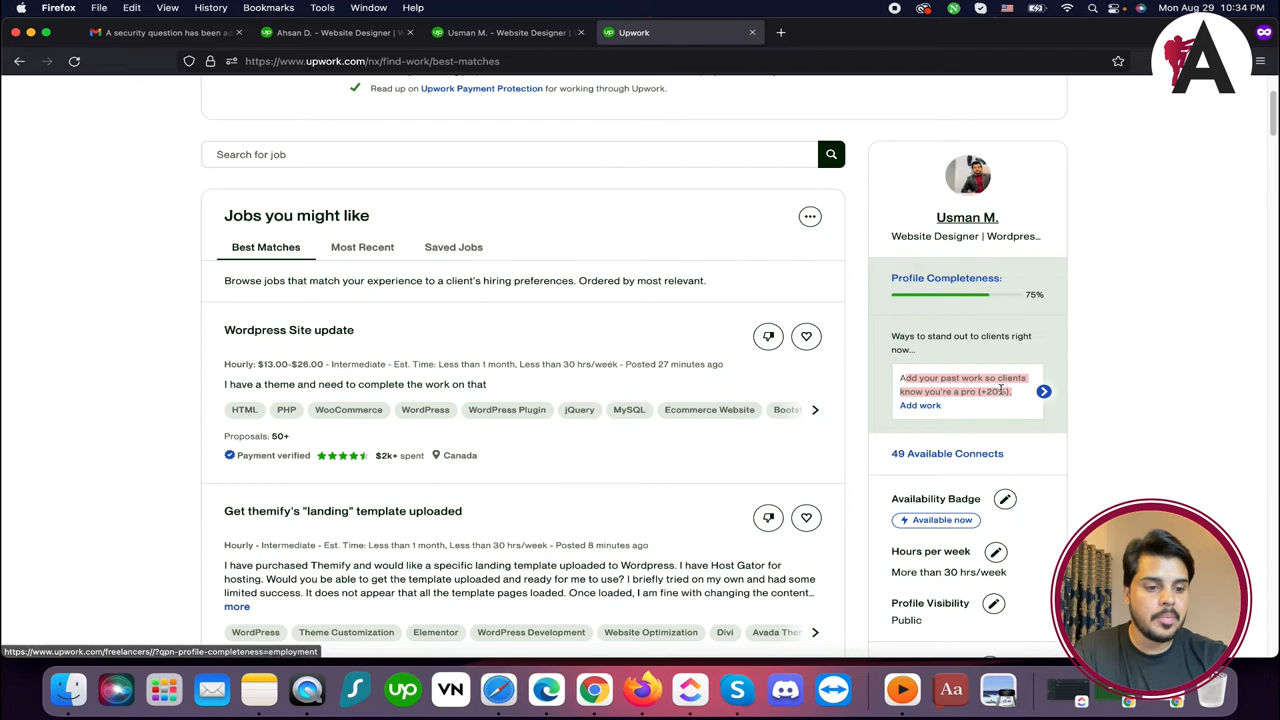 Firefox File Edit View History Bookmarks Tools Window Help Mon Aug 29 10:34 PM
A security question has been ad
Ahsan D. - Website Designer | W
Usman M. - Website Designer |
Upwork
https://www.upwork.com/nx/find-work/best-matches
A
Read up on Upwork Payment Protection for working through Upwork.
Search for job
Jobs you might like
Best Matches Most Recent Saved Jobs
Browse jobs that match your experience to a client's hiring preferences. Ordered by most relevant.
Wordpress Site update
Hourly: $13.00-$26.00 - Intermediate - Est. Time: Less than 1 month, Less than 30 hrs/week - Posted 27 minutes ago
I have a theme and need to complete the work on that
HTML PHP WooCommerce WordPress WordPress Plugin jQuery MySQL Ecommerce Website Boots
Proposals: 50+
Payment verified $2k+ spent Canada
Get themify's "landing" template uploaded
Hourly - Intermediate - Est. Time: Less than 1 month, Less than 30 hrs/week - Posted 8 minutes ago
I have purchased Themify and would like a specific landing template uploaded to Wordpress. I have Host Gator for
hosting. Would you be able to get the template uploaded and ready for me to use? I briefly tried on my own and had some
limited success. It does not appear that all the template pages loaded. Once loaded, I am fine with changing the content...
more
WordPress Theme Customization Elementor WordPress Development Website Optimization Divi Avada The
Usman M.
Website Designer | Wordpres...
Profile Completeness:
75%
Ways to stand out to clients right
now...
Add your past work so clients
know you're a pro (+20%).
Add work
49 Available Connects
Availability Badge
Available now
Hours per week
More than 30 hrs/week
Profile Visibility
Public
https://www.upwork.com/freelancers//?qpn-profile-completeness=employment
up
VN
Aa